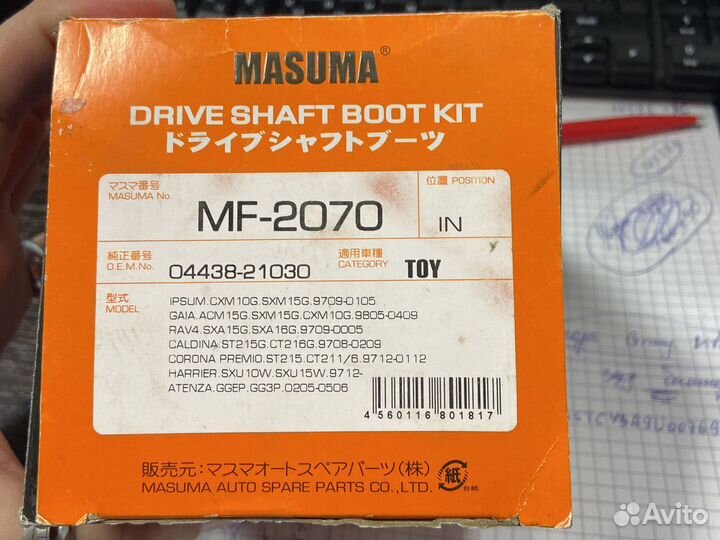 MASUMA®
DRIVE SHAFT BOOT KIT
ドライブシャフトブーツ
マスマ番号
MASUMA No.
MF-2070
位置 POSITION
IN
純正番号
O.E.M.No.
04438-21030
適用車種
CATEGORY
TOY
型式
MODEL
IPSUM.CXM10G.SXM15G.9709-0105
GAIA.ACM15G.SXM15G.CXM10G.9805-0409
RAV4.SXA15G.SXA16G.9709-0005
CALDINA.ST215G.CT216G.9708-0209
CORONA PREMIO.ST215.CT211/6.9712-0112
HARRIER.SXU10W.SXU15W.9712-
ATENZA.GGEP.GG3P.0205-0506
4 560116 801817
販売元:マスマオートスペアパーツ(株)
MASUMA AUTO SPARE PARTS CO.,LTD.
紙
台紙
Avito